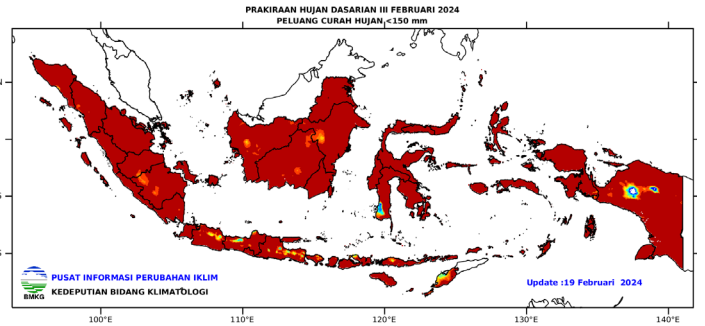 PRAKIRAAN HUJAN DASARIAN III FEBRUARI 2024
PELUANG CURAH HUJAN <150 mm
N
S
S
PUSAT INFORMASI PERUBAHAN IKLIM
KEDEPUTIAN BIDANG KLIMATOLOGI
BMKG
Update :19 Februari 2024
100°E
110°E
120°E
130°E
140°E